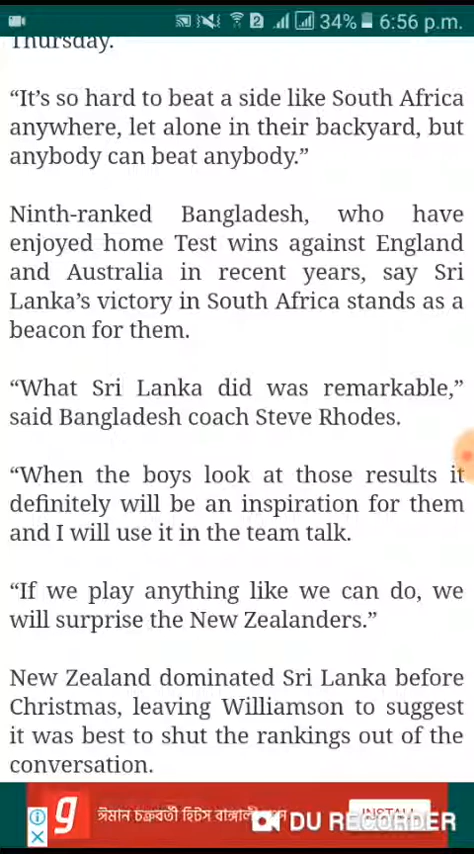 2 34% 6:56 p.m.
Thursday.
“It’s so hard to beat a side like South Africa
anywhere, let alone in their backyard, but
anybody can beat anybody.”
Ninth-ranked Bangladesh, who have
enjoyed home Test wins against England
and Australia in recent years, say Sri
Lanka’s victory in South Africa stands as a
beacon for them.
“What Sri Lanka did was remarkable,”
said Bangladesh coach Steve Rhodes.
“When the boys look at those results it
definitely will be an inspiration for them
and I will use it in the team talk.
“If we play anything like we can do, we
will surprise the New Zealanders.”
New Zealand dominated Sri Lanka before
Christmas, leaving Williamson to suggest
it was best to shut the rankings out of the
conversation.
g ঈমান চক্রবর্তী হিটস INSTALL
DU RECORDER